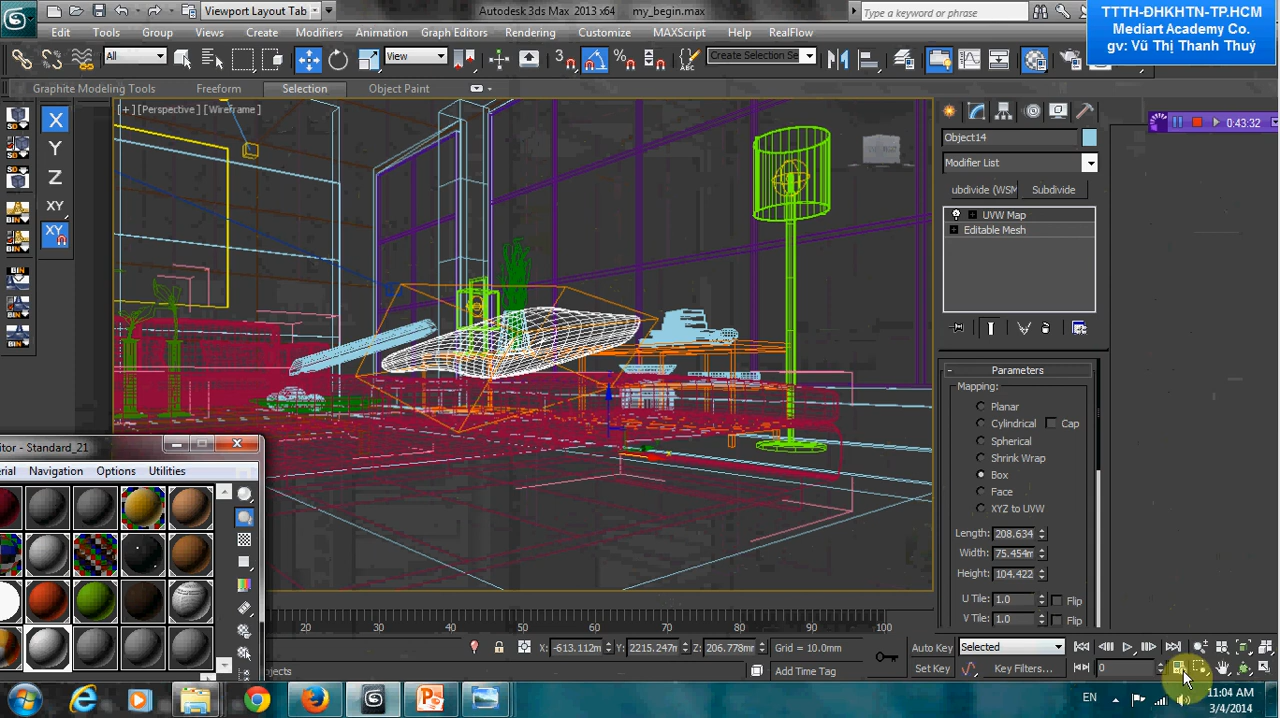 Viewport Layout Tab
Autodesk 3ds Max 2013 x64 my_begin.max
Type a keyword or phrase
TTTH-ĐHKHTN-TP.HCM
Mediart Academy Co.
gv: Vũ Thị Thanh Thuý
Edit Tools Group Views Create Modifiers Animation Graph Editors Rendering Customize MAXScript Help RealFlow
All View Create Selection Se
Graphite Modeling Tools Freeform Selection Object Paint
[+] [Perspective] [Wireframe]
X
Y
Z
XY
XY
0:43:32
Object14
Modifier List
ubdivide (WSM Subdivide
UVW Map
Editable Mesh
Parameters
Mapping:
Planar
Cylindrical Cap
Spherical
Shrink Wrap
Box
Face
XYZ to UVW
Length: 208.634
Width: 75.454m
Height: 104.422
U Tile: 1.0 Flip
V Tile: 1.0 Flip
itor - Standard_21
ial Navigation Options Utilities
20 30 40 50 60 70 80 90 100
X: -613.112m Y: 2215.247m Z: 206.778mm Grid = 10.0mm
Auto Key Selected
bjects
Add Time Tag
Set Key Key Filters... 0
EN
11:04 AM
3/4/2014